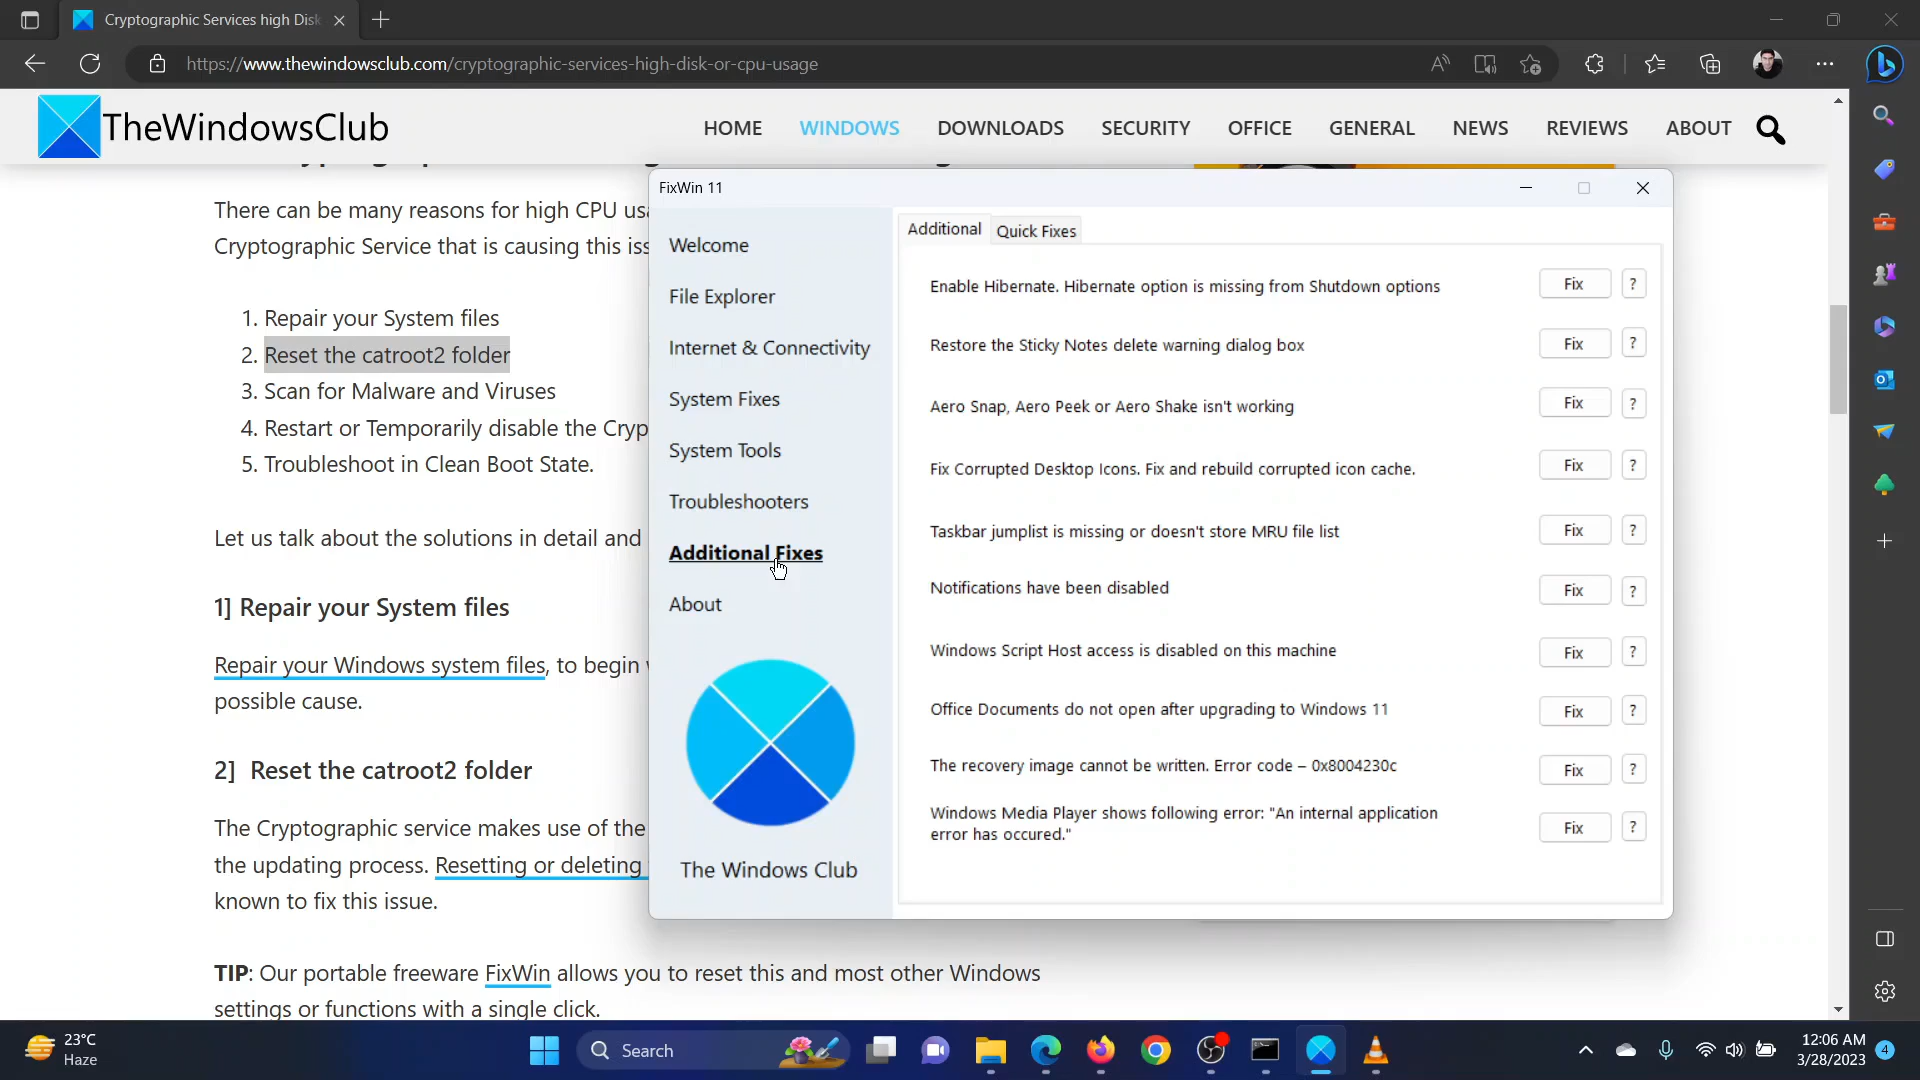 Cryptographic Services high Disk
https://www.thewindowsclub.com/cryptographic-services-high-disk-or-cpu-usage
TheWindowsClub
HOME WINDOWS DOWNLOADS SECURITY OFFICE GENERAL NEWS REVIEWS ABOUT
There can be many reasons for high CPU usa
Cryptographic Service that is causing this iss
1. Repair your System files
2. Reset the catroot2 folder
3. Scan for Malware and Viruses
4. Restart or Temporarily disable the Cryp
5. Troubleshoot in Clean Boot State.
Let us talk about the solutions in detail and
1] Repair your System files
Repair your Windows system files, to begin
possible cause.
2] Reset the catroot2 folder
The Cryptographic service makes use of the
the updating process. Resetting or deleting
known to fix this issue.
TIP: Our portable freeware FixWin allows you to reset this and most other Windows
settings or functions with a single click.
FixWin 11
Welcome
File Explorer
Internet & Connectivity
System Fixes
System Tools
Troubleshooters
Additional Fixes
About
The Windows Club
Additional Quick Fixes
Enable Hibernate. Hibernate option is missing from Shutdown options Fix ?
Restore the Sticky Notes delete warning dialog box Fix ?
Aero Snap, Aero Peek or Aero Shake isn't working Fix ?
Fix Corrupted Desktop Icons. Fix and rebuild corrupted icon cache. Fix ?
Taskbar jumplist is missing or doesn't store MRU file list Fix ?
Notifications have been disabled Fix ?
Windows Script Host access is disabled on this machine Fix ?
Office Documents do not open after upgrading to Windows 11 Fix ?
The recovery image cannot be written. Error code – 0x8004230c Fix ?
Windows Media Player shows following error: "An internal application
error has occured." Fix ?
23°C
Haze
Search
12:06 AM
3/28/2023
4